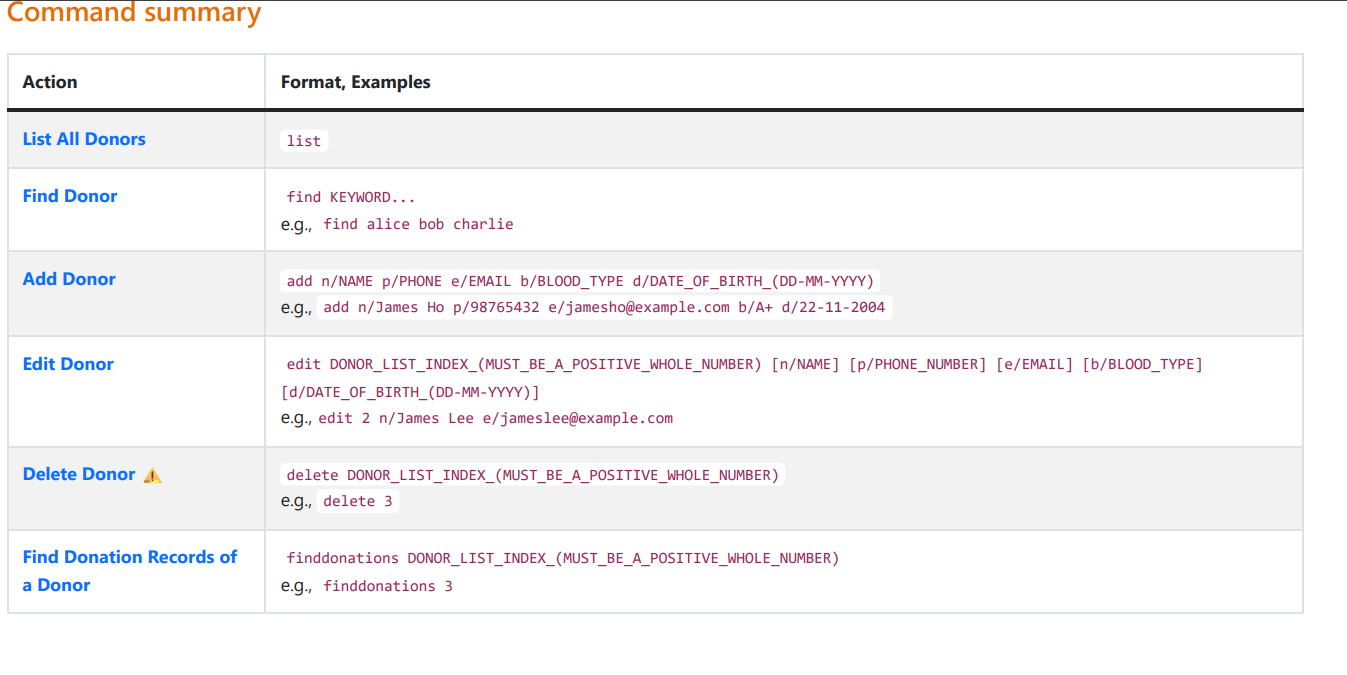 Command summary
Action
Format, Examples
List All Donors
list
Find Donor
find KEYWORD...
e.g., find alice bob charlie
Add Donor
add n/NAME p/PHONE e/EMAIL b/BLOOD_TYPE d/DATE_OF_BIRTH_(DD-MM-YYYY)
e.g., add n/James Ho p/98765432 e/jamesho@example.com b/A+ d/22-11-2004
Edit Donor
edit DONOR_LIST_INDEX_(MUST_BE_A_POSITIVE_WHOLE_NUMBER) [n/NAME] [p/PHONE_NUMBER] [e/EMAIL] [b/BLOOD_TYPE]
[d/DATE_OF_BIRTH_(DD-MM-YYYY)]
e.g., edit 2 n/James Lee e/jameslee@example.com
Delete Donor ⚠️
delete DONOR_LIST_INDEX_(MUST_BE_A_POSITIVE_WHOLE_NUMBER)
e.g., delete 3
Find Donation Records of
a Donor
finddonations DONOR_LIST_INDEX_(MUST_BE_A_POSITIVE_WHOLE_NUMBER)
e.g., finddonations 3